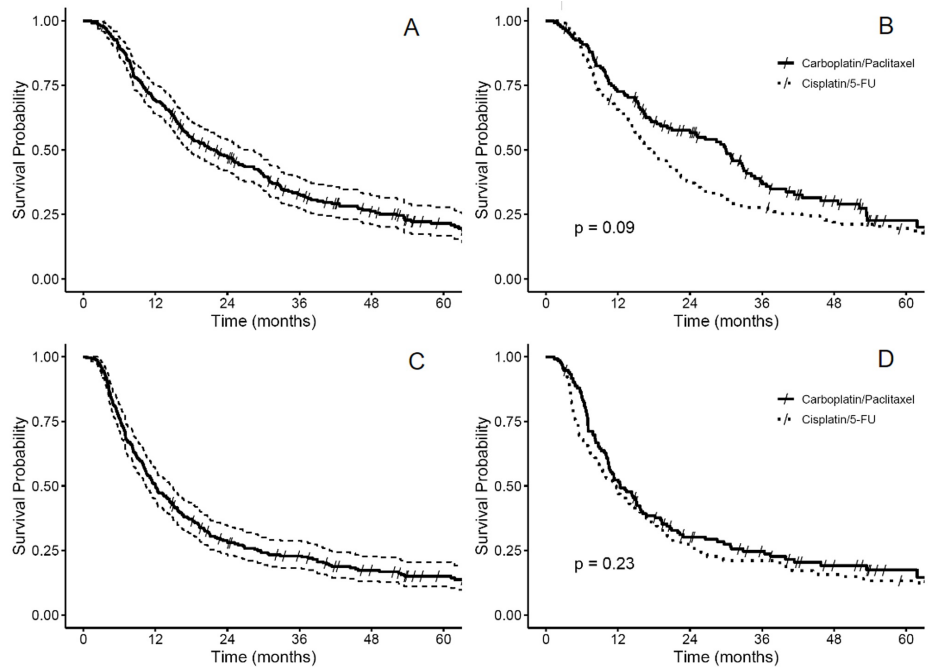 A
1.00
0.75
0.50
0.25
0.00
Survival Probability
0 12 24 36 48 60
Time (months)
B
1.00
0.75
0.50
0.25
0.00
Survival Probability
Carboplatin/Paclitaxel
Cisplatin/5-FU
p = 0.09
0 12 24 36 48 60
Time (months)
C
1.00
0.75
0.50
0.25
0.00
Survival Probability
0 12 24 36 48 60
Time (months)
D
1.00
0.75
0.50
0.25
0.00
Survival Probability
Carboplatin/Paclitaxel
Cisplatin/5-FU
p = 0.23
0 12 24 36 48 60
Time (months)